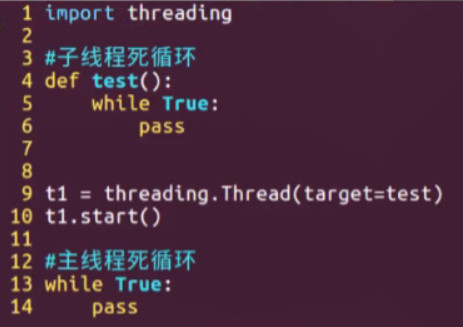 1 import threading
2
3 #子线程死循环
4 def test():
5     while True:
6         pass
7
8
9 t1 = threading.Thread(target=test)
10 t1.start()
11
12 #主线程死循环
13 while True:
14     pass